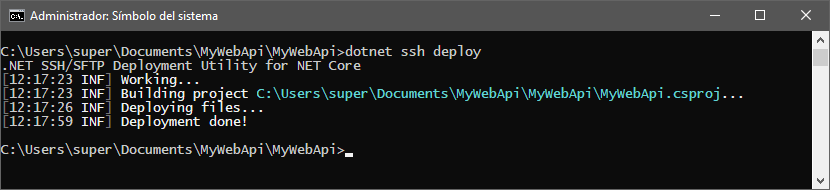 Administrador: Símbolo del sistema
C:\Users\super\Documents\MyWebApi\MyWebApi>dotnet ssh deploy
.NET SSH/SFTP Deployment Utility for NET Core
[12:17:23 INF] Working...
[12:17:23 INF] Building project C:\Users\super\Documents\MyWebApi\MyWebApi\MyWebApi.csproj...
[12:17:26 INF] Deploying files...
[12:17:59 INF] Deployment done!
C:\Users\super\Documents\MyWebApi\MyWebApi>